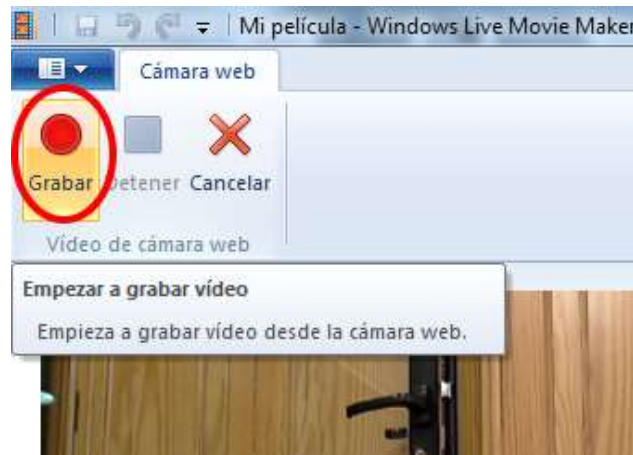 Mi película - Windows Live Movie Maker
Cámara web
Grabar Detener Cancelar
Vídeo de cámara web
Empezar a grabar vídeo
Empieza a grabar vídeo desde la cámara web.